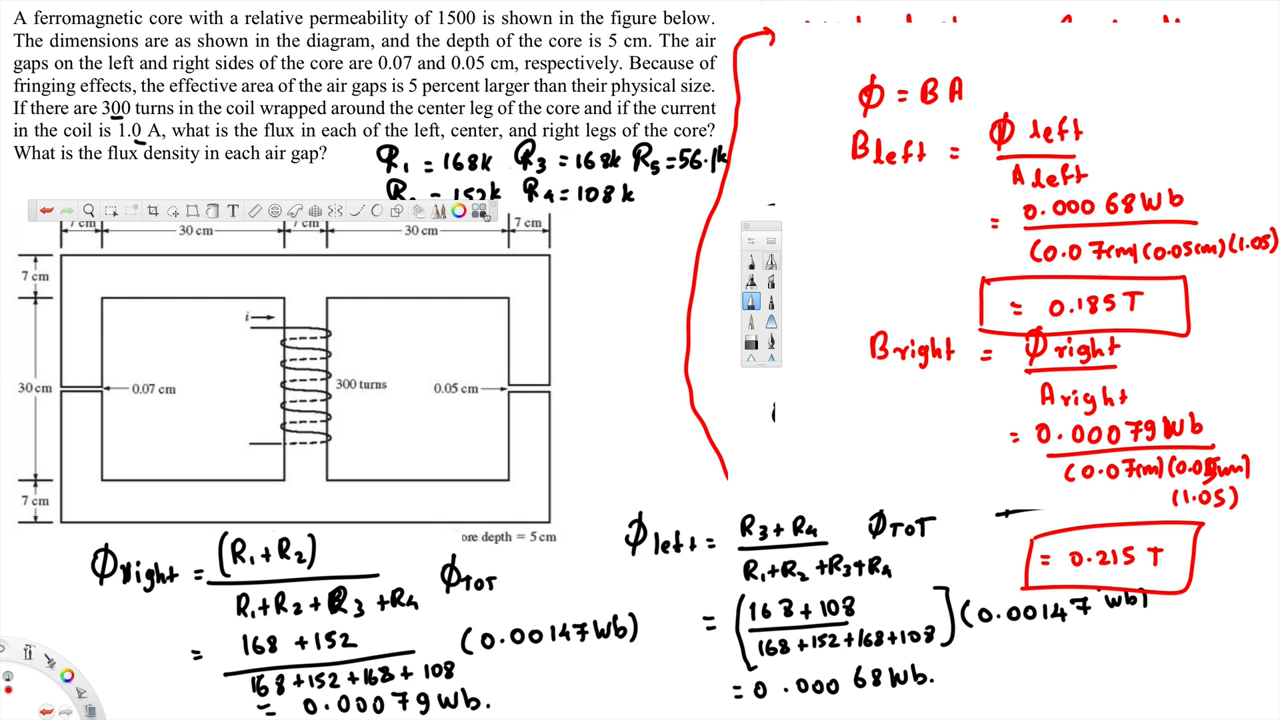 A ferromagnetic core with a relative permeability of 1500 is shown in the figure below.
The dimensions are as shown in the diagram, and the depth of the core is 5 cm. The air
gaps on the left and right sides of the core are 0.07 and 0.05 cm, respectively. Because of
fringing effects, the effective area of the air gaps is 5 percent larger than their physical size.
If there are 300 turns in the coil wrapped around the center leg of the core and if the current
in the coil is 1.0 A, what is the flux in each of the left, center, and right legs of the core?
What is the flux density in each air gap?
R1 = 168k R3 = 168k R5 = 56.1k
= 152k R4 = 108k
7 cm 30 cm 7 cm 30 cm 7 cm
7 cm
i
30 cm
0.07 cm
300 turns
0.05 cm
7 cm
ore depth = 5 cm
Φright = (R1+R2) / R1+R2+R3+R4 ΦTOT
= 168+152 / 168+152+168+108 (0.00147Wb)
= 0.00079Wb.
Φleft = R3+R4 / R1+R2+R3+R4 ΦTOT
= [168+108 / 168+152+168+108] (0.00147 Wb)
= 0.00068Wb.
Φ = BA
Bleft = Φleft / Aleft
= 0.00068Wb / (0.07cm)(0.05cm)(1.05)
= 0.185T
Bright = Φright / Aright
= 0.00079Wb / (0.07cm)(0.05cm)(1.05)
= 0.215T